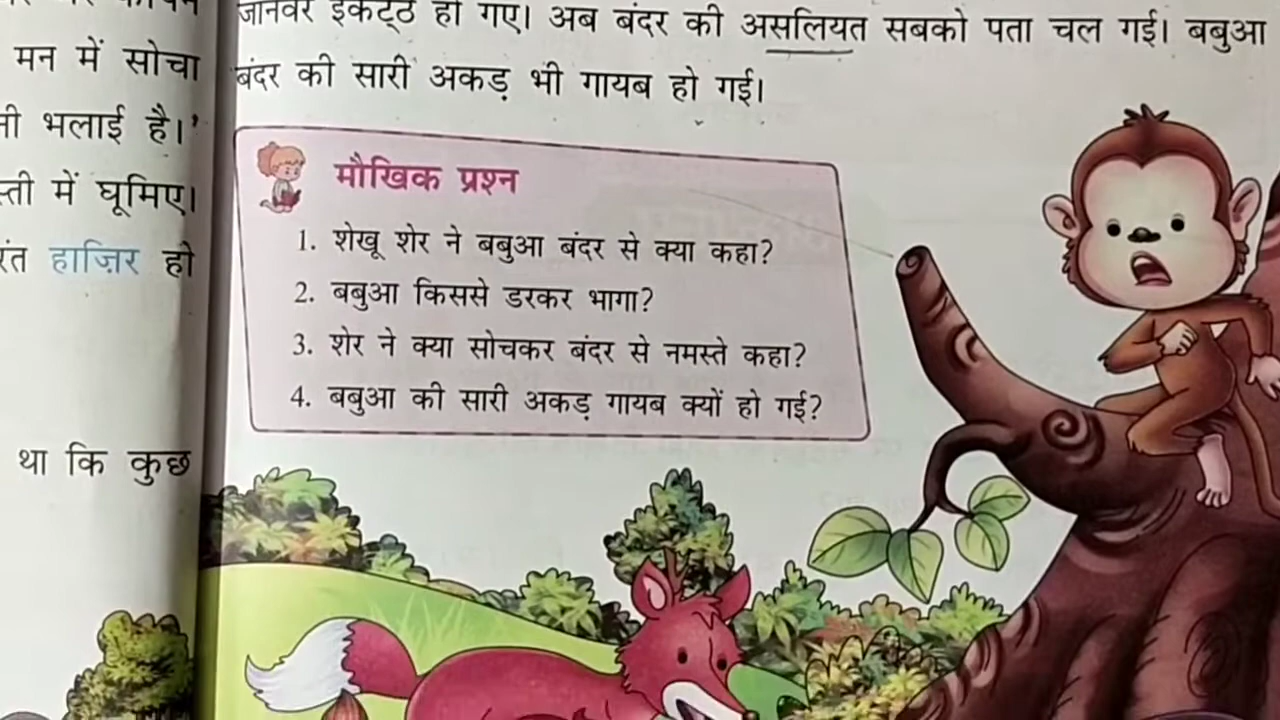 मन में सोचा
भलाई है।'
में घूमिए।
हाज़िर हो
था कि कुछ
जानवर इकट्ठे हो गए। अब बंदर की असलियत सबको पता चल गई। बबुआ
बंदर की सारी अकड़ भी गायब हो गई।
मौखिक प्रश्न
1. शेखू शेर ने बबुआ बंदर से क्या कहा?
2. बबुआ किससे डरकर भागा?
3. शेर ने क्या सोचकर बंदर से नमस्ते कहा?
4. बबुआ की सारी अकड़ गायब क्यों हो गई?